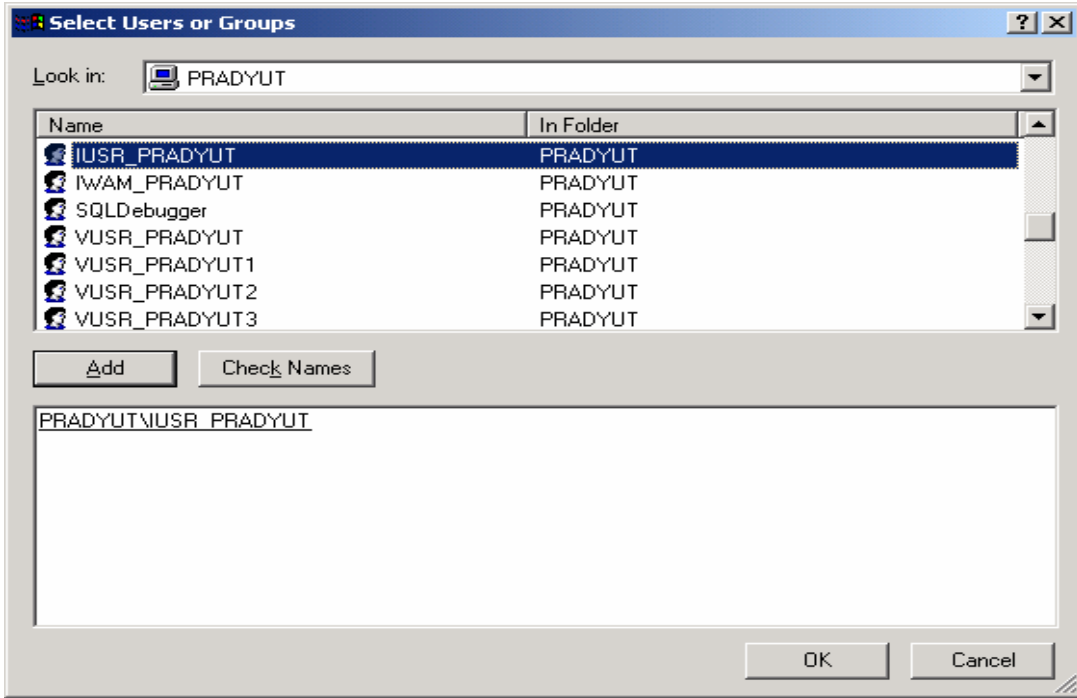 Select Users or Groups
Look in: PRADYUT
Name In Folder
IUSR_PRADYUT PRADYUT
IWAM_PRADYUT PRADYUT
SQLDebugger PRADYUT
VUSR_PRADYUT PRADYUT
VUSR_PRADYUT1 PRADYUT
VUSR_PRADYUT2 PRADYUT
VUSR_PRADYUT3 PRADYUT
Add Check Names
PRADYUT\IUSR_PRADYUT
OK Cancel